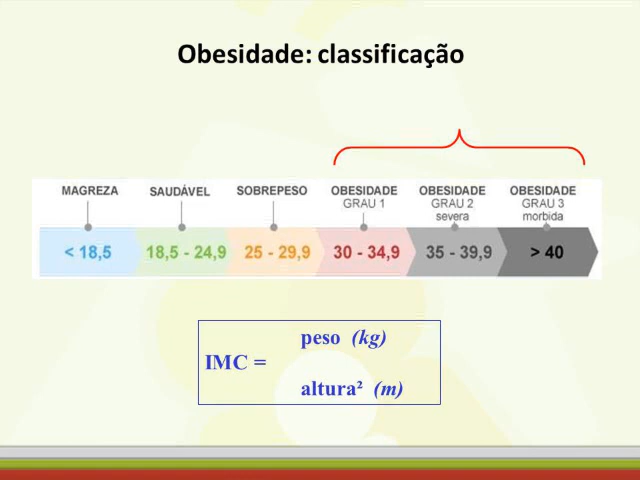 Obesidade: classificação
MAGREZA
SAUDÁVEL
SOBREPESO
OBESIDADE
GRAU 1
OBESIDADE
GRAU 2
severa
OBESIDADE
GRAU 3
morbida
< 18,5
18,5 - 24,9
25 - 29,9
30 - 34,9
35 - 39,9
> 40
peso (kg)
IMC =
altura² (m)